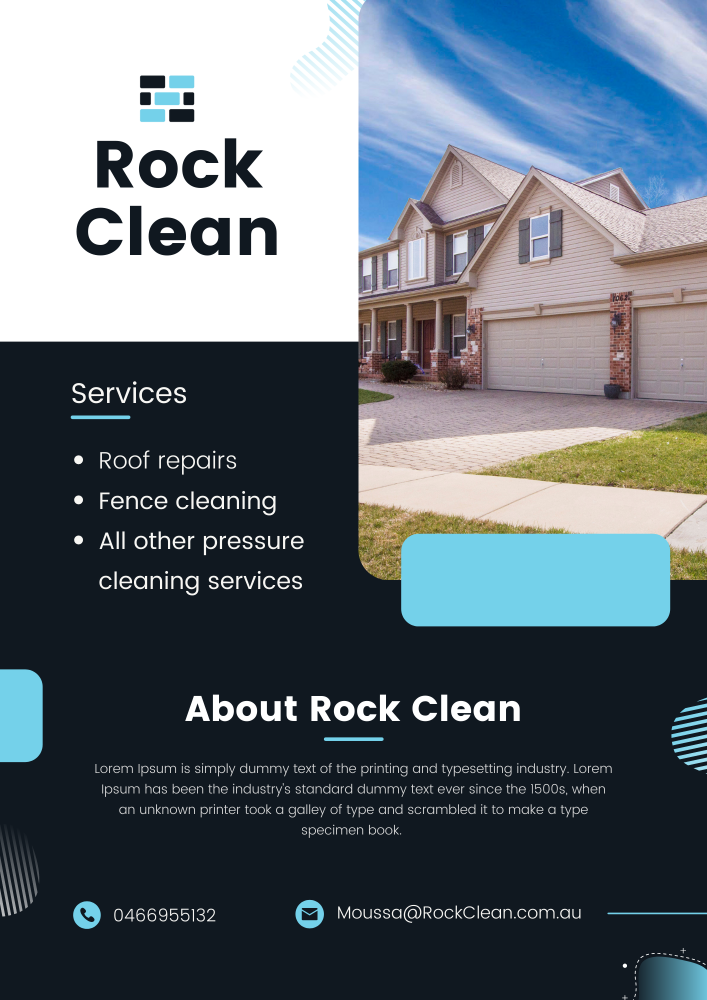 Rock
Clean
Services
Roof repairs
Fence cleaning
All other pressure
cleaning services
About Rock Clean
Lorem Ipsum is simply dummy text of the printing and typesetting industry. Lorem
Ipsum has been the industry's standard dummy text ever since the 1500s, when
an unknown printer took a galley of type and scrambled it to make a type
specimen book.
0466955132
Moussa@RockClean.com.au